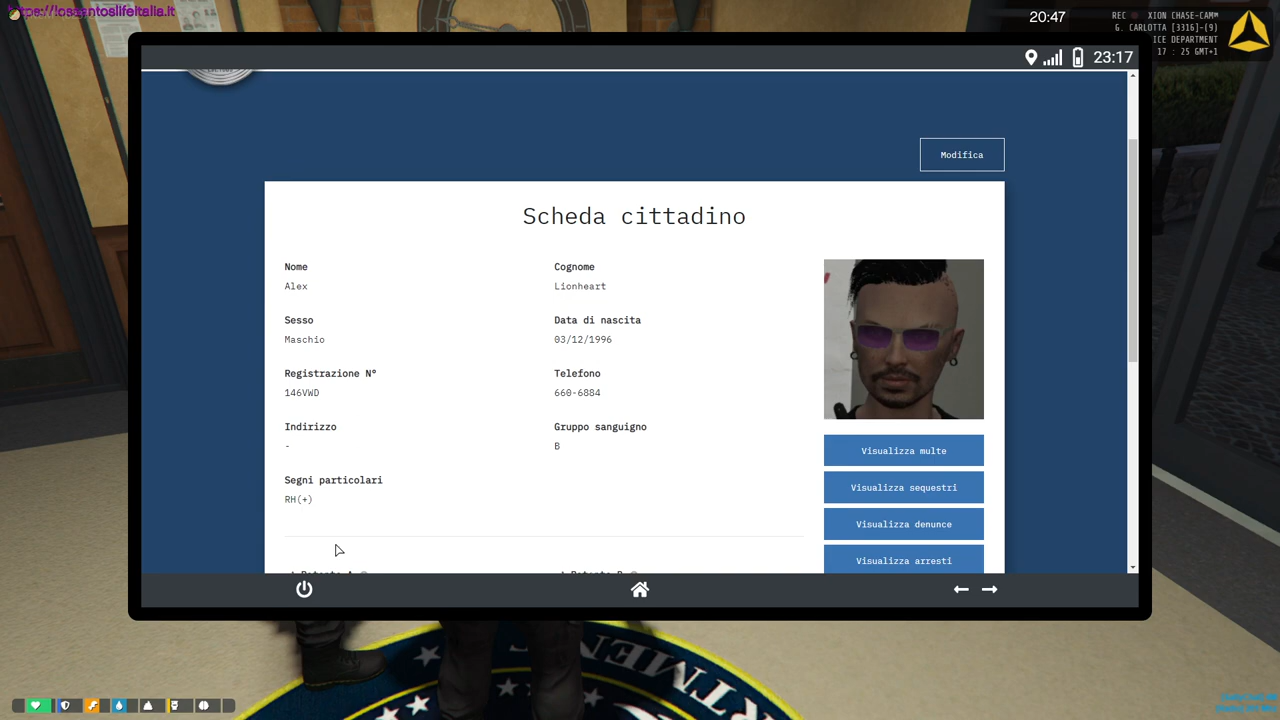 https://lossantoslifeitalia.it
20:47
REC XION CHASE-CAM™
G. CARLOTTA [3316]-(9)
ICE DEPARTMENT
17 : 25 GMT+1
23:17
Modifica
Scheda cittadino
Nome
Alex
Cognome
Lionheart
Sesso
Maschio
Data di nascita
03/12/1996
Registrazione N°
146VWD
Telefono
660-6884
Indirizzo
-
Gruppo sanguigno
B
Segni particolari
RH(+)
Visualizza multe
Visualizza sequestri
Visualizza denunce
Visualizza arresti